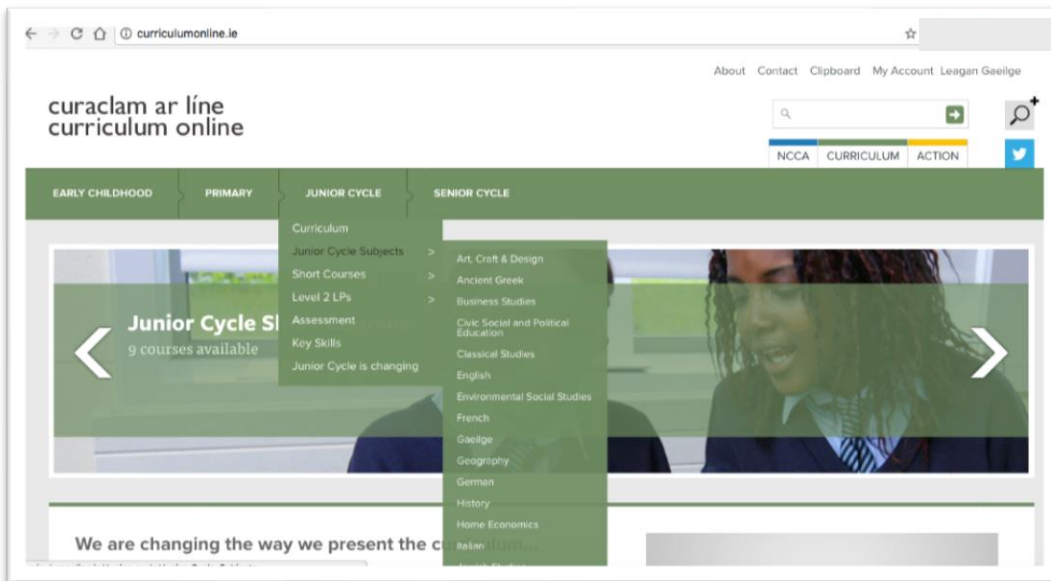 curriculumonline.ie
About Contact Clipboard My Account Leagan Gaeilge
curaclam ar líne
curriculum online
NCCA CURRICULUM ACTION
EARLY CHILDHOOD PRIMARY JUNIOR CYCLE SENIOR CYCLE
Curriculum
Junior Cycle Subjects >
Short Courses >
Level 2 LPs >
Assessment
Key Skills
Junior Cycle is changing
Art, Craft & Design
Ancient Greek
Business Studies
Civic Social and Political
Education
Classical Studies
English
Environmental Social Studies
French
Gaeilge
Geography
German
History
Home Economics
Italian
Junior Cycle
9 courses available
We are changing the way we present the